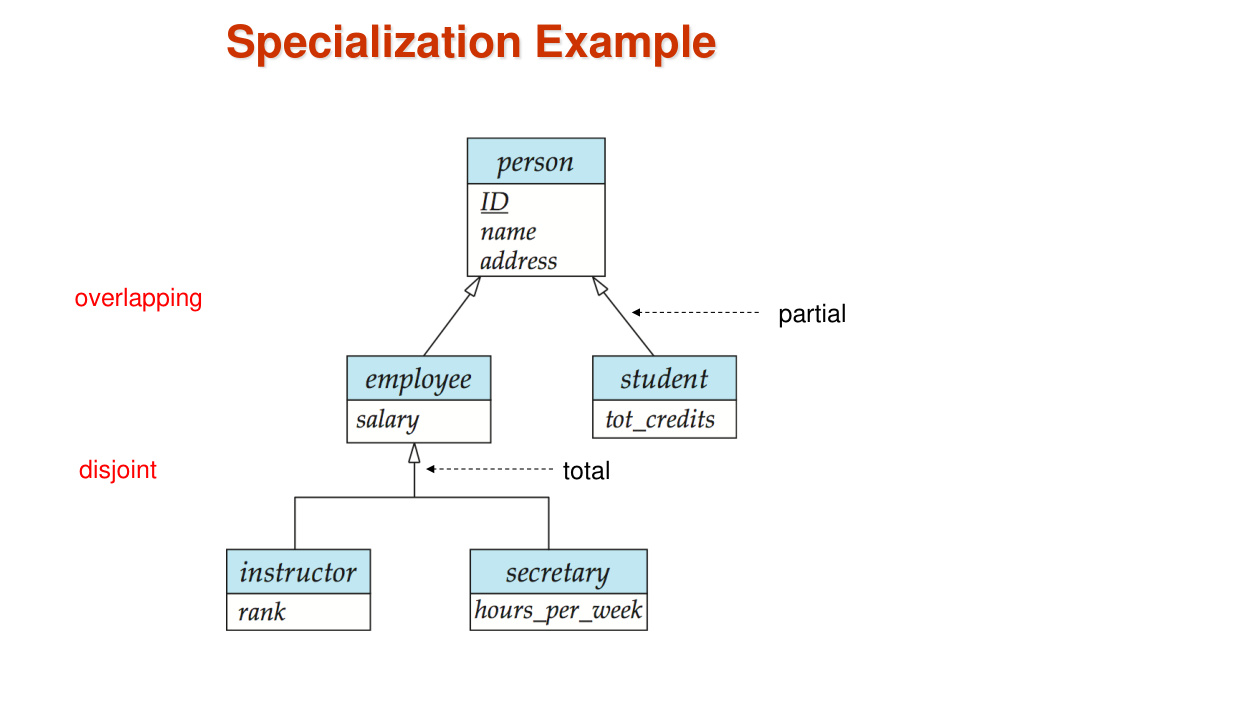 Specialization Example
person
ID
name
address
overlapping
partial
employee
student
salary
tot_credits
disjoint
total
instructor
secretary
rank
hours_per_week